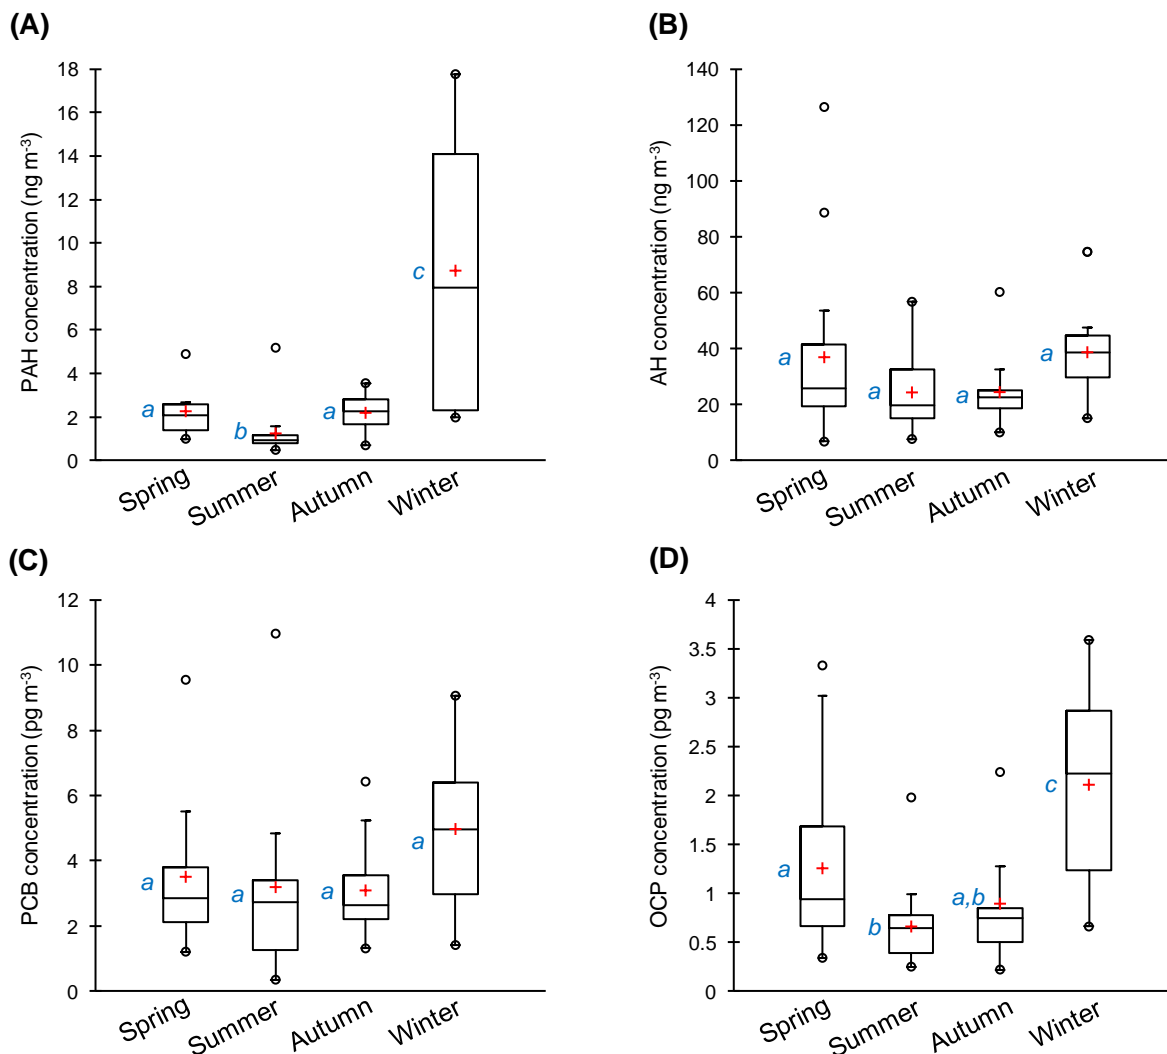 (A)
PAH concentration (ng m-3)
18
16
14
12
10
8
6
4
2
0
a
b
a
c
Spring
Summer
Autumn
Winter
(B)
AH concentration (ng m-3)
140
120
100
80
60
40
20
0
a
a
a
a
Spring
Summer
Autumn
Winter
(C)
PCB concentration (pg m-3)
12
10
8
6
4
2
0
a
a
a
a
Spring
Summer
Autumn
Winter
(D)
OCP concentration (pg m-3)
4
3.5
3
2.5
2
1.5
1
0.5
0
a
b
a,b
c
Spring
Summer
Autumn
Winter